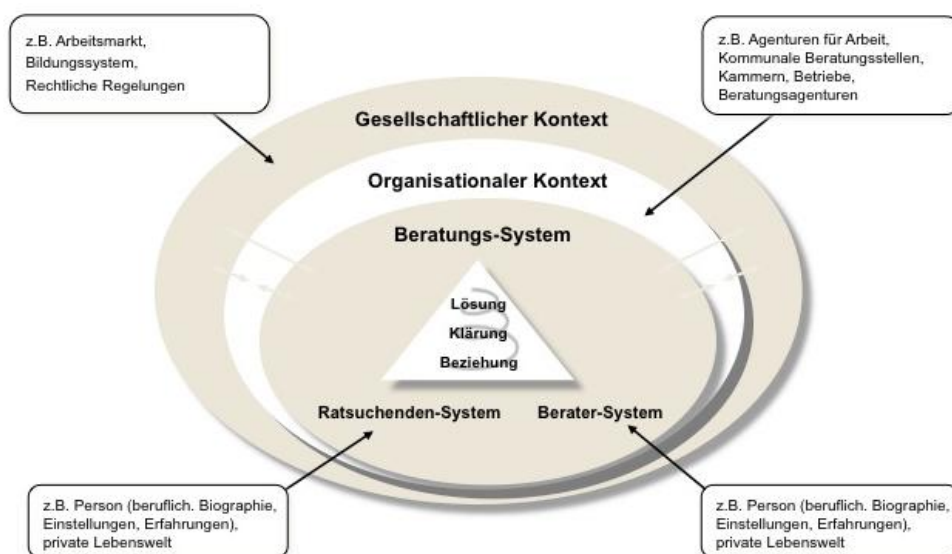 z.B. Arbeitsmarkt,
Bildungssystem,
Rechtliche Regelungen
z.B. Agenturen für Arbeit,
Kommunale Beratungsstellen,
Kammern, Betriebe,
Beratungsagenturen
Gesellschaftlicher Kontext
Organisationaler Kontext
Beratungs-System
Lösung
Klärung
Beziehung
Ratsuchenden-System
Berater-System
z.B. Person (beruflich. Biographie,
Einstellungen, Erfahrungen),
private Lebenswelt
z.B. Person (beruflich. Biographie,
Einstellungen, Erfahrungen),
private Lebenswelt